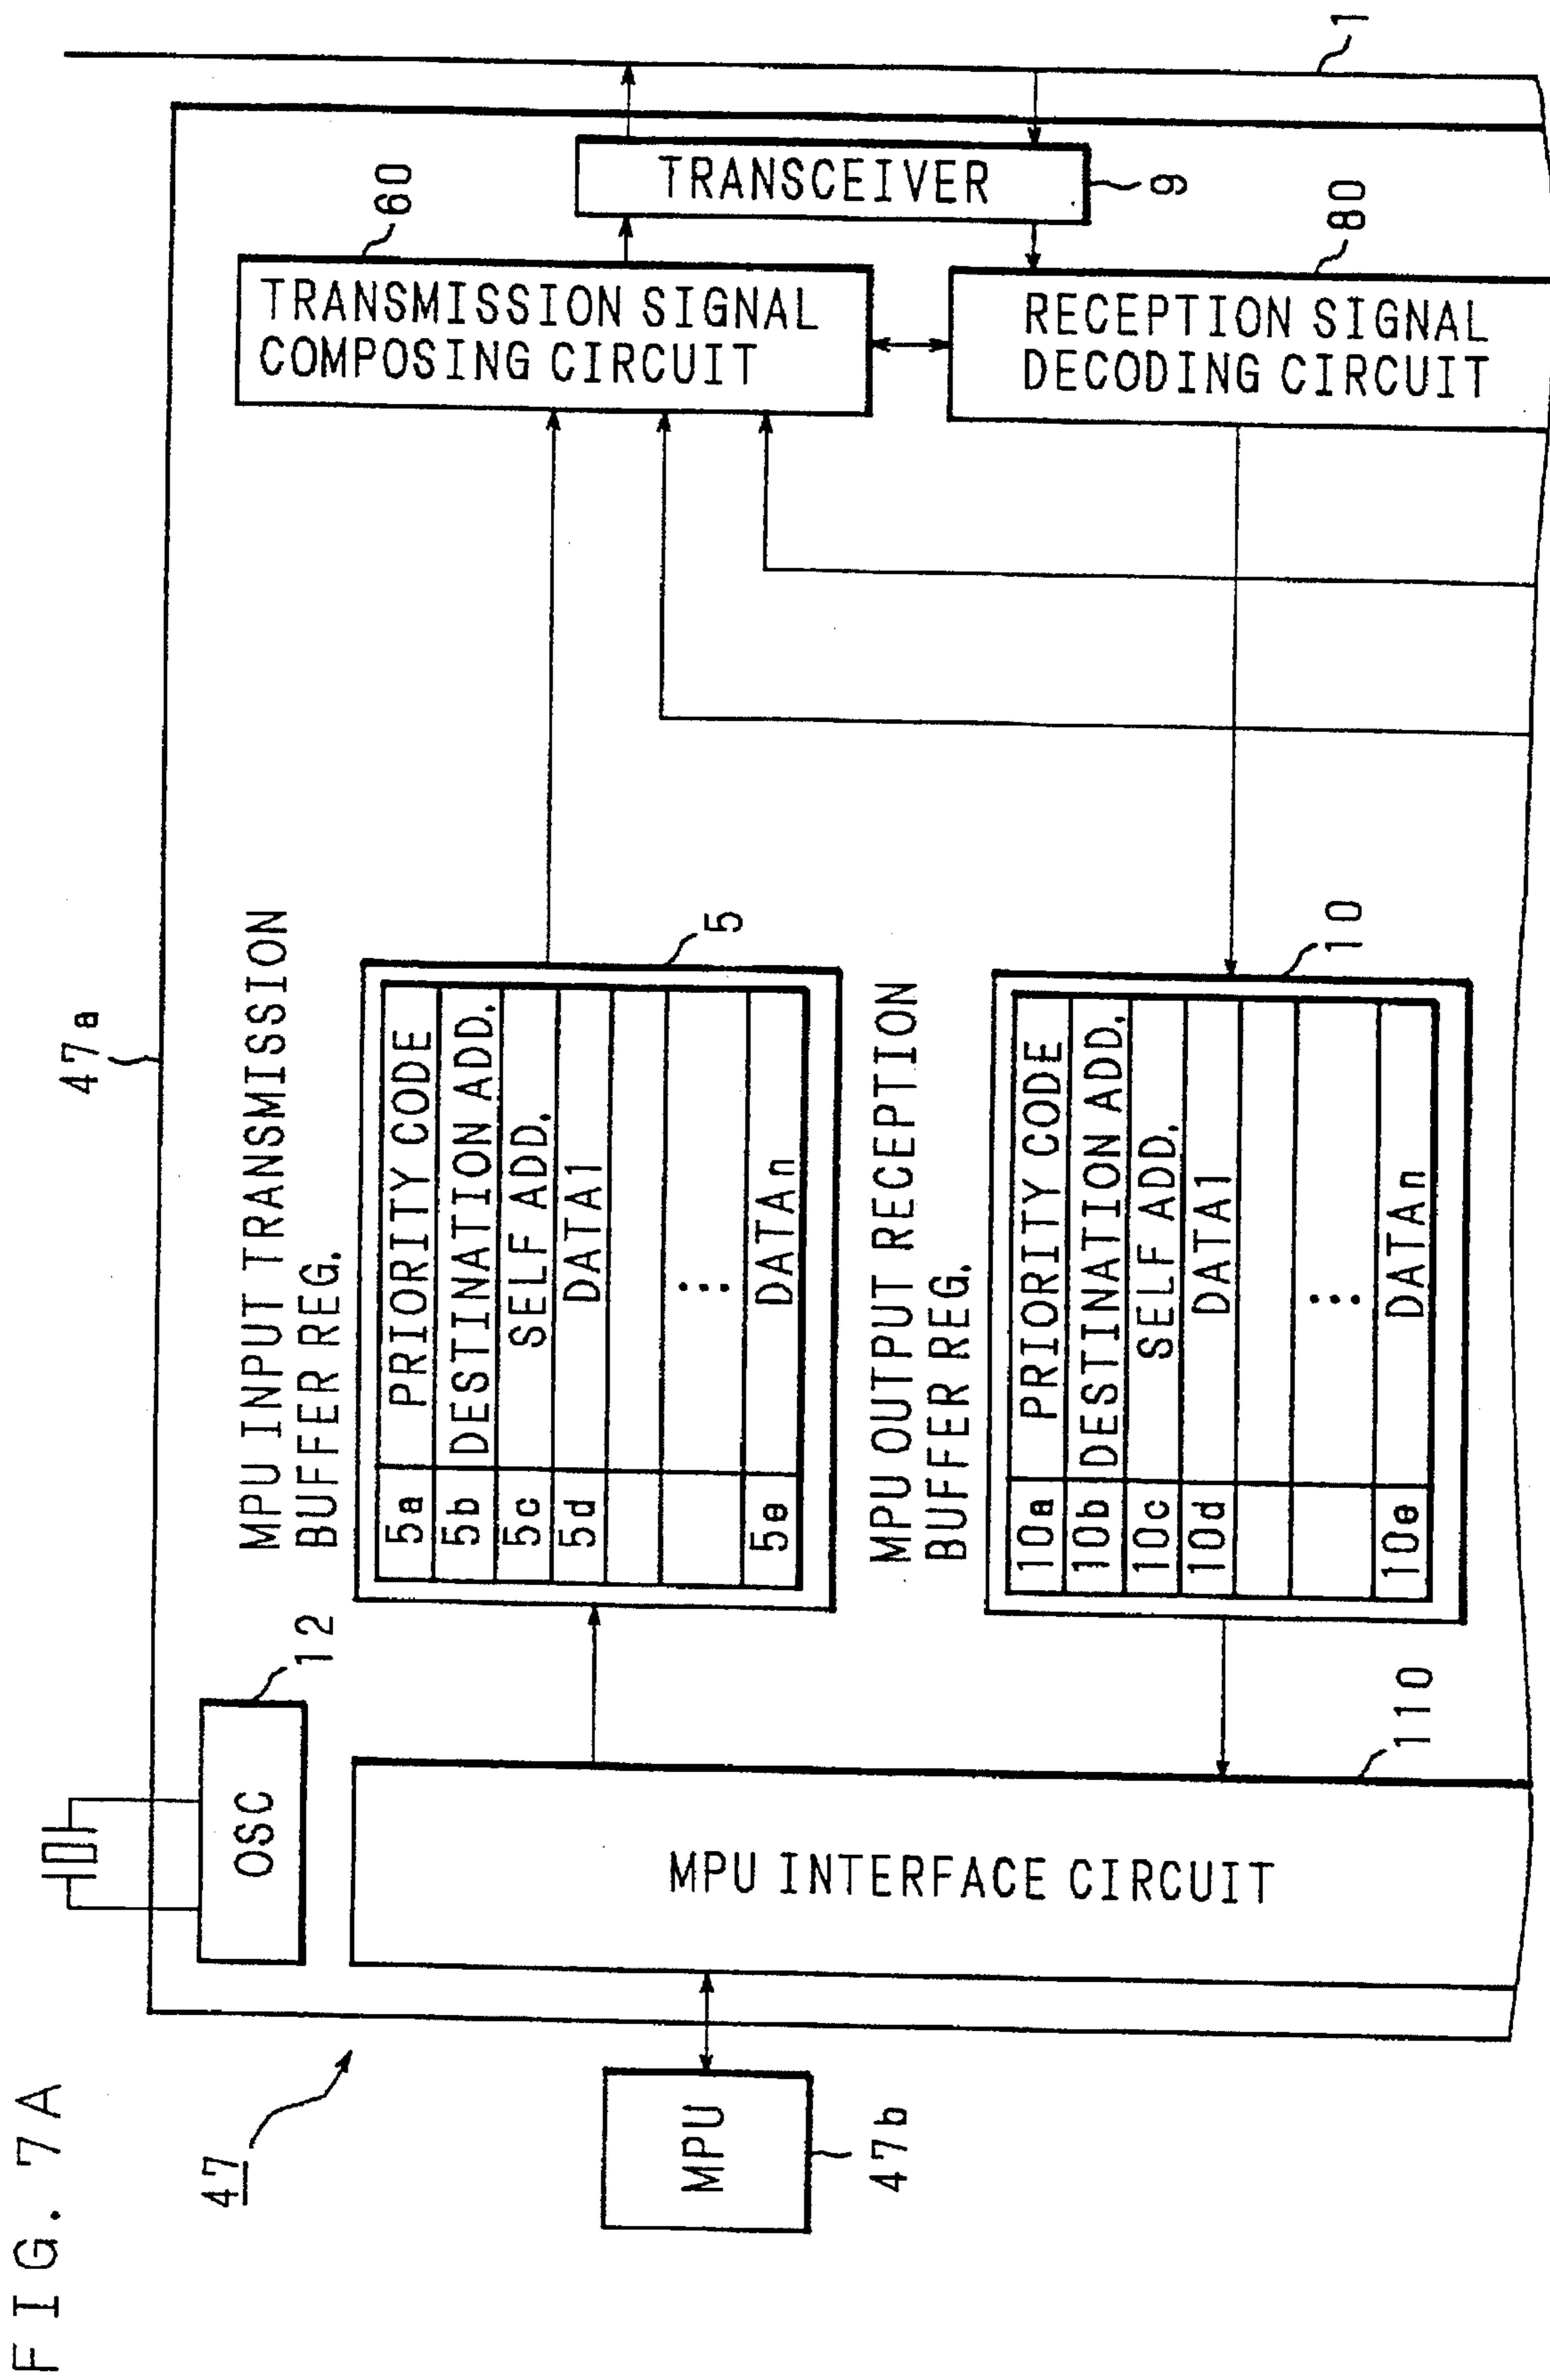 FIG. 7A
47
47a
MPU
47b
OSC
12
MPU INTERFACE CIRCUIT
110
MPU INPUT TRANSMISSION
BUFFER REG.
5
5a PRIORITY CODE
5b DESTINATION ADD.
5c SELF ADD.
5d DATA1
⋮
5e DATAn
MPU OUTPUT RECEPTION
BUFFER REG.
10
10a PRIORITY CODE
10b DESTINATION ADD.
10c SELF ADD.
10d DATA1
⋮
10e DATAn
TRANSMISSION SIGNAL
COMPOSING CIRCUIT
60
RECEPTION SIGNAL
DECODING CIRCUIT
80
TRANSCEIVER
9
1